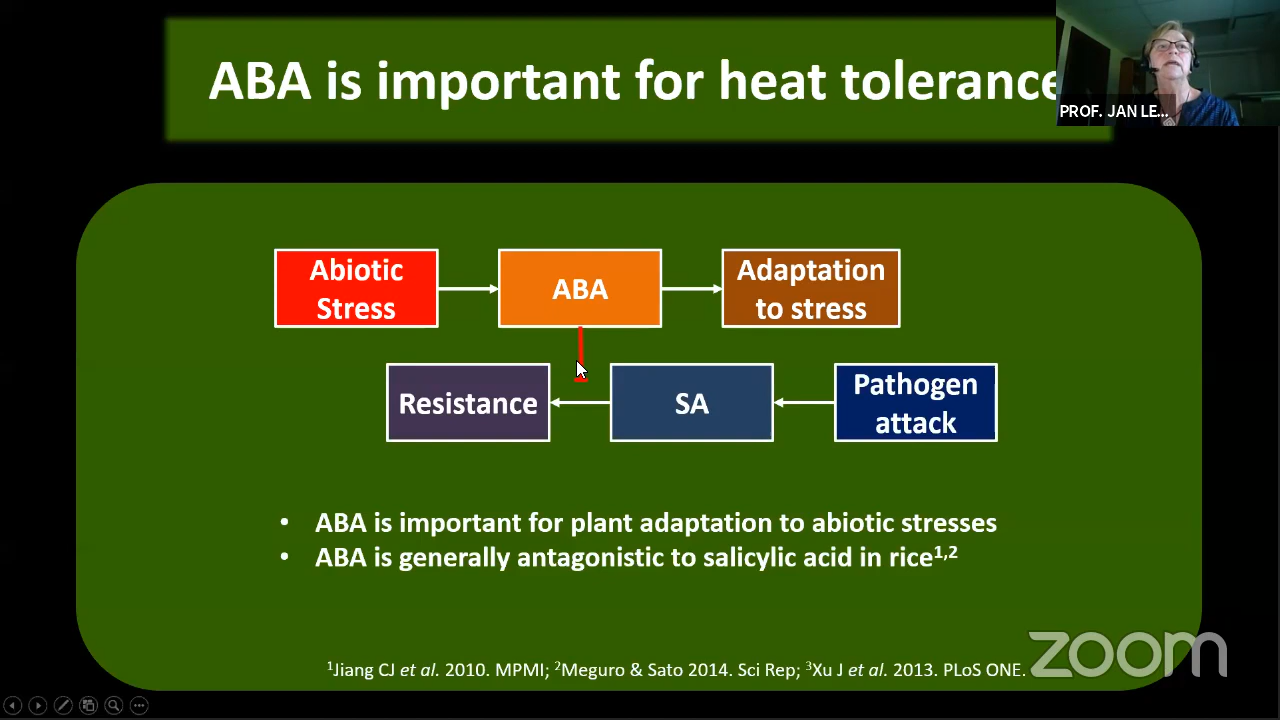 ABA is important for heat tolerance
PROF. JAN LE...
Abiotic
Stress
ABA
Adaptation
to stress
Resistance
SA
Pathogen
attack
• ABA is important for plant adaptation to abiotic stresses
• ABA is generally antagonistic to salicylic acid in rice1,2
1Jiang CJ et al. 2010. MPMI; 2Meguro & Sato 2014. Sci Rep; 3Xu J et al. 2013. PLoS ONE.
zoom